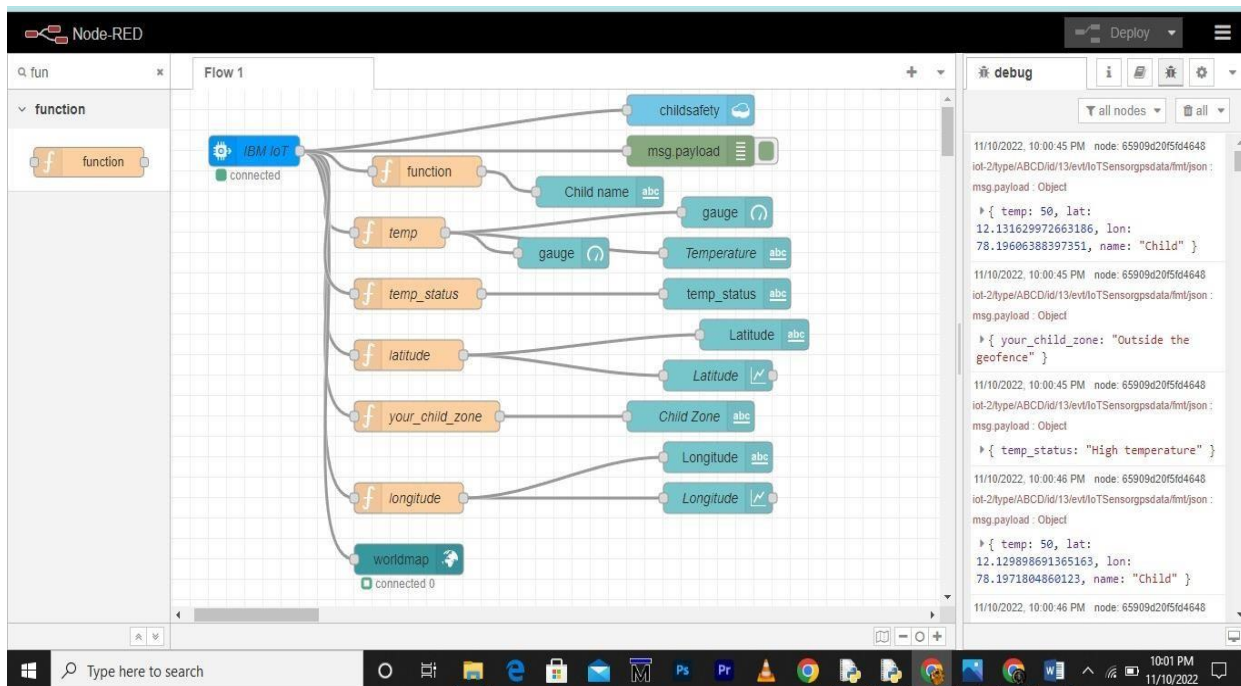 Node-RED
Deploy
fun
Flow 1
debug
i
function
function
all nodes
all
IBM IoT
connected
childsafety
msg.payload
function
Child name
abc
temp
gauge
gauge
Temperature
abc
temp_status
temp_status
abc
latitude
Latitude
abc
Latitude
your_child_zone
Child Zone
abc
Longitude
abc
longitude
Longitude
worldmap
connected 0
11/10/2022, 10:00:45 PM node: 65909d20f5fd4648
iot-2/type/ABCD/id/13/evt/IoTSensorgpsdata/fmt/json :
msg.payload : Object
{ temp: 50, lat:
12.131629972663186, lon:
78.19606388397351, name: "Child" }
11/10/2022, 10:00:45 PM node: 65909d20f5fd4648
iot-2/type/ABCD/id/13/evt/IoTSensorgpsdata/fmt/json :
msg.payload : Object
{ your_child_zone: "Outside the
geofence" }
11/10/2022, 10:00:45 PM node: 65909d20f5fd4648
iot-2/type/ABCD/id/13/evt/IoTSensorgpsdata/fmt/json :
msg.payload : Object
{ temp_status: "High temperature" }
11/10/2022, 10:00:46 PM node: 65909d20f5fd4648
iot-2/type/ABCD/id/13/evt/IoTSensorgpsdata/fmt/json :
msg.payload : Object
{ temp: 50, lat:
12.129898691365163, lon:
78.1971804860123, name: "Child" }
11/10/2022, 10:00:46 PM node: 65909d20f5fd4648
Type here to search
Ps
Pr
10:01 PM
11/10/2022